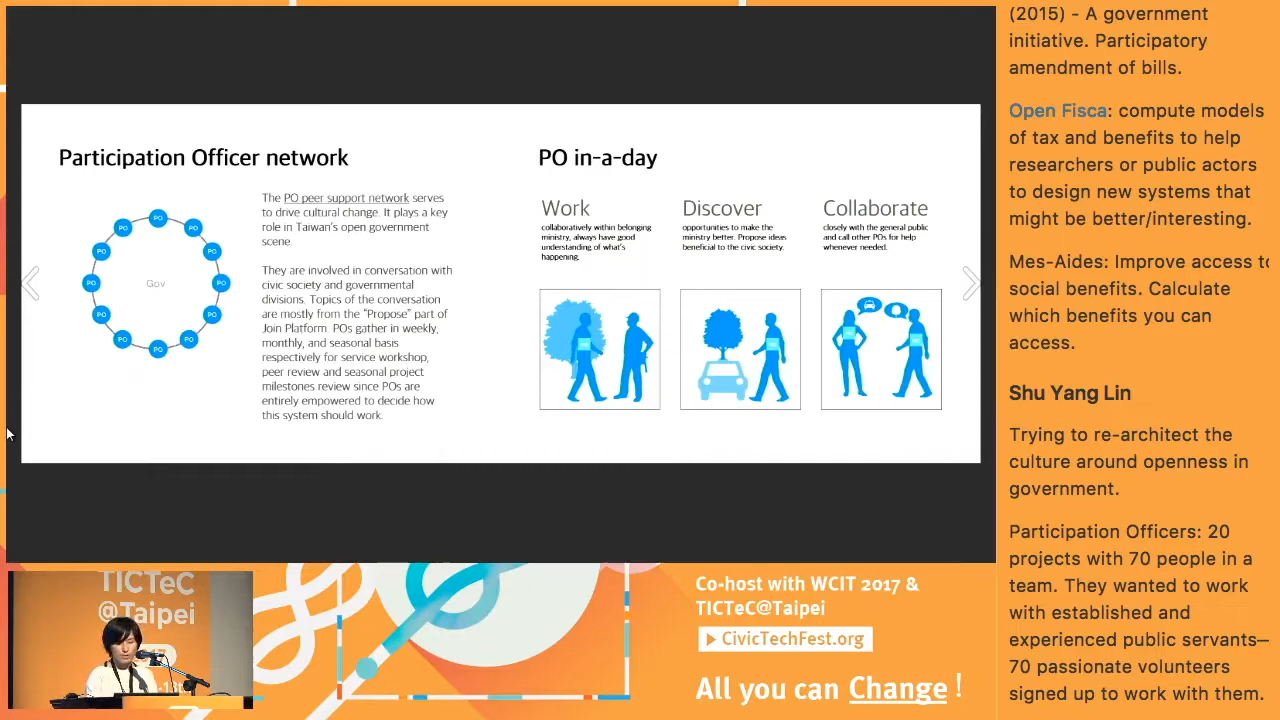 Participation Officer network
PO
PO
PO
PO
PO
PO
PO
PO
PO
PO
PO
PO
Gov
The PO peer support network serves
to drive cultural change. It plays a key
role in Taiwan's open government
scene.
They are involved in conversation with
civic society and governmental
divisions. Topics of the conversation
are mostly from the "Propose" part of
Join Platform. POs gather in weekly,
monthly, and seasonal basis
respectively for service workshop,
peer review and seasonal project
milestones review since POs are
entirely empowered to decide how
this system should work.
PO in-a-day
Work
collaboratively within belonging
ministry, always have good
understanding of what's
happening.
Discover
opportunities to make the
ministry better. Propose ideas
beneficial to the civic society.
Collaborate
closely with the general public
and call other POs for help
whenever needed.
(2015) - A government
initiative. Participatory
amendment of bills.
Open Fisca: compute models
of tax and benefits to help
researchers or public actors
to design new systems that
might be better/interesting.
Mes-Aides: Improve access to
social benefits. Calculate
which benefits you can
access.
Shu Yang Lin
Trying to re-architect the
culture around openness in
government.
Participation Officers: 20
projects with 70 people in a
team. They wanted to work
with established and
experienced public servants—
70 passionate volunteers
signed up to work with them.
TICTeC
@Taipei
Co-host with WCIT 2017 &
TICTeC@Taipei
CivicTechFest.org
All you can Change !